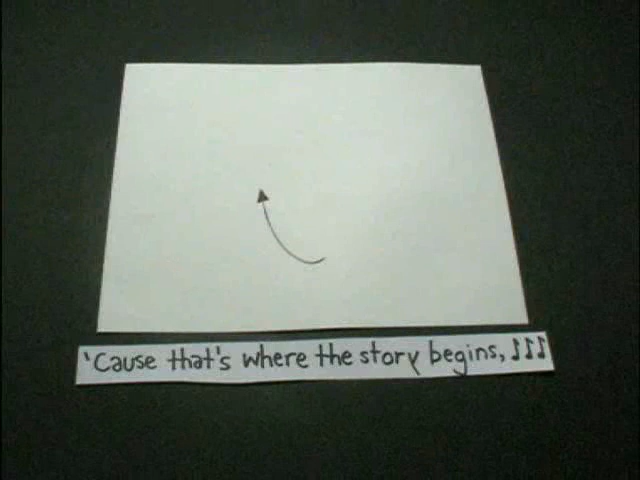 'Cause that's where the story begins, ♪♪♪